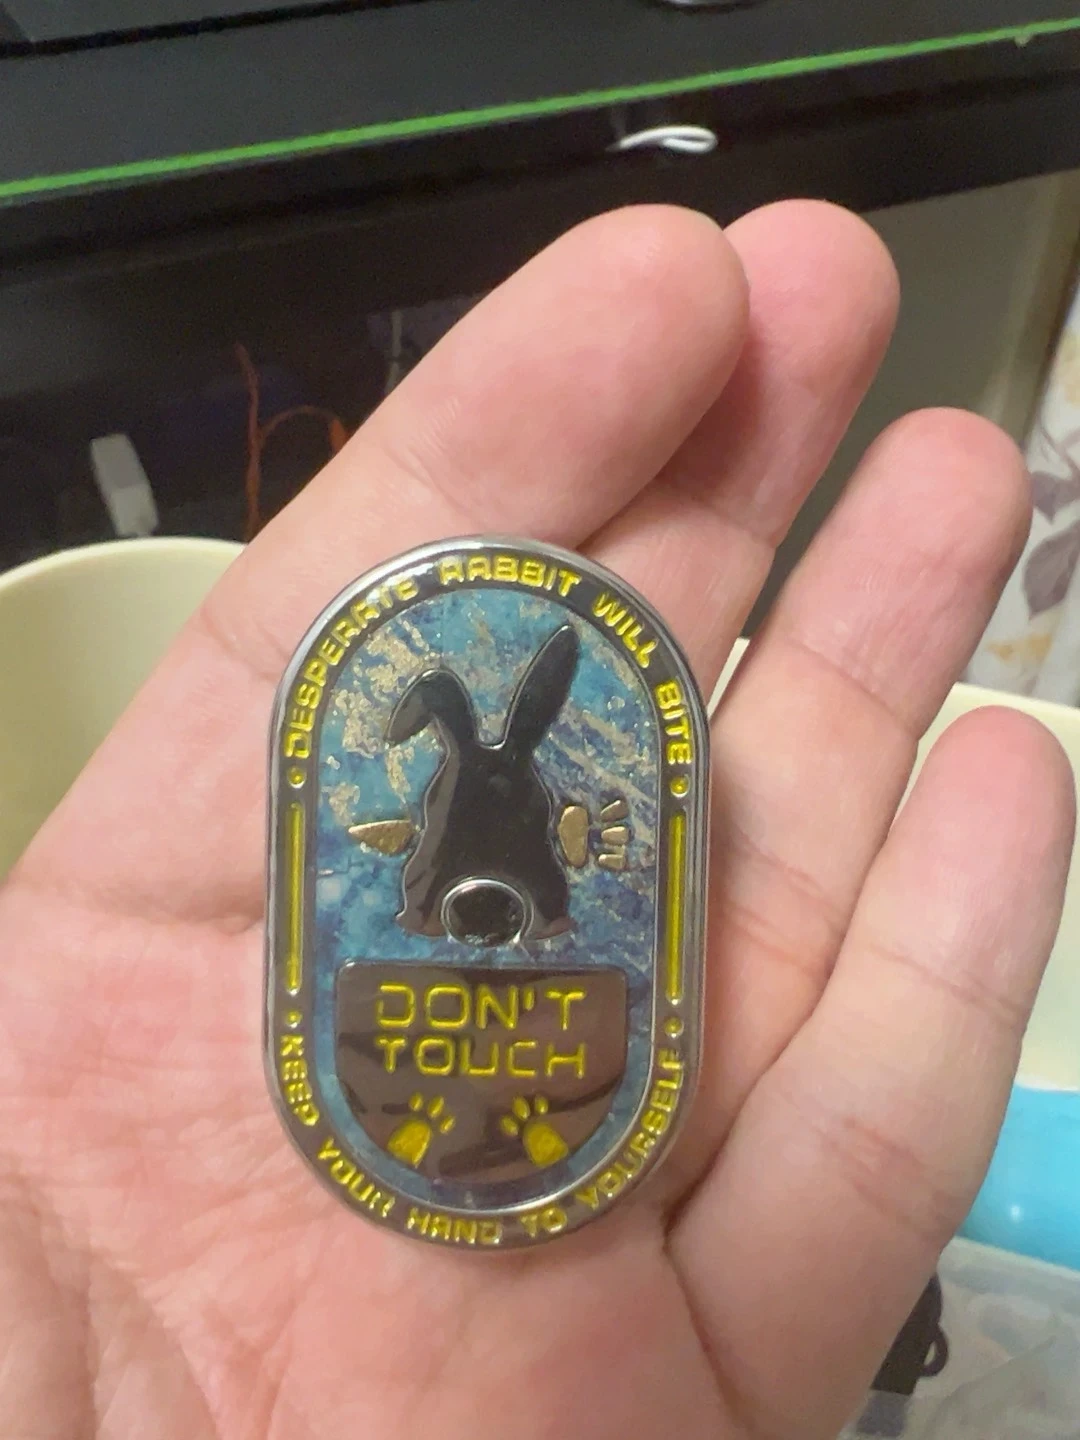 DESPERATE RABBIT WILL BITE
DON'T
TOUCH
KEEP YOUR HAND TO YOURSELF